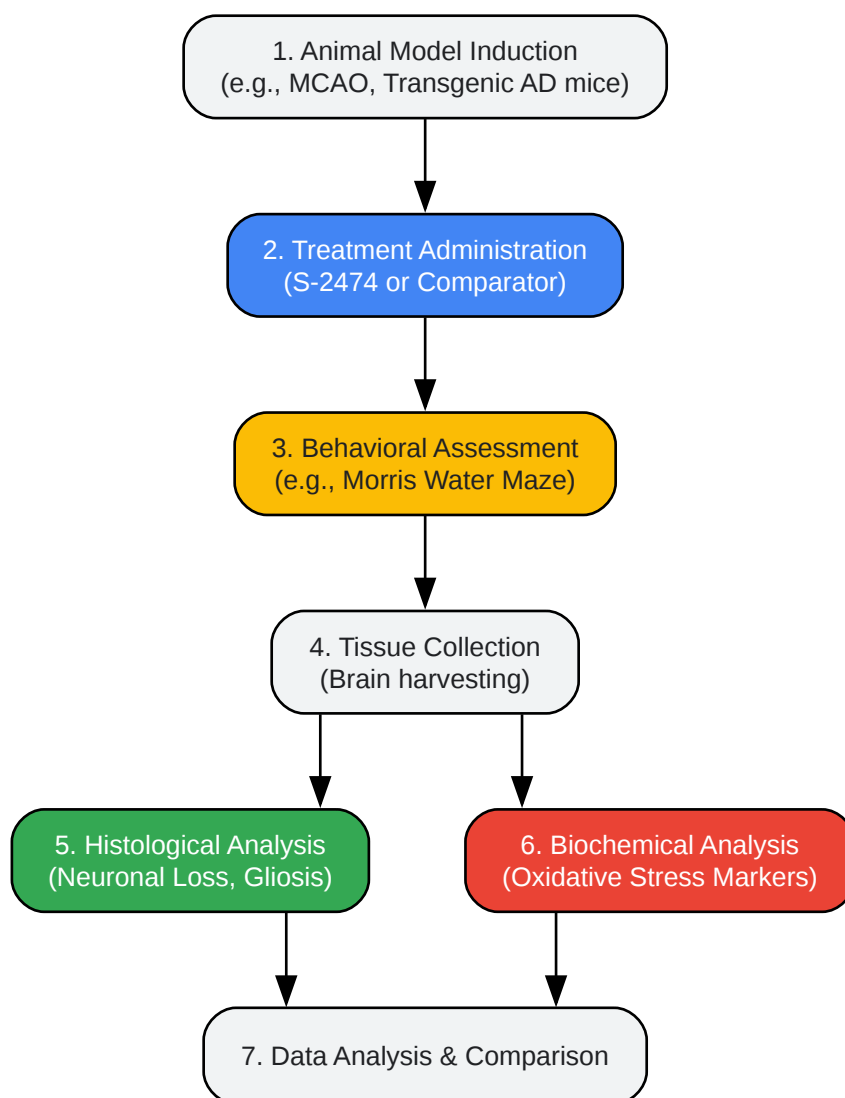 1. Animal Model Induction
(e.g., MCAO, Transgenic AD mice)
2. Treatment Administration
(S-2474 or Comparator)
3. Behavioral Assessment
(e.g., Morris Water Maze)
4. Tissue Collection
(Brain harvesting)
5. Histological Analysis
(Neuronal Loss, Gliosis)
6. Biochemical Analysis
(Oxidative Stress Markers)
7. Data Analysis & Comparison